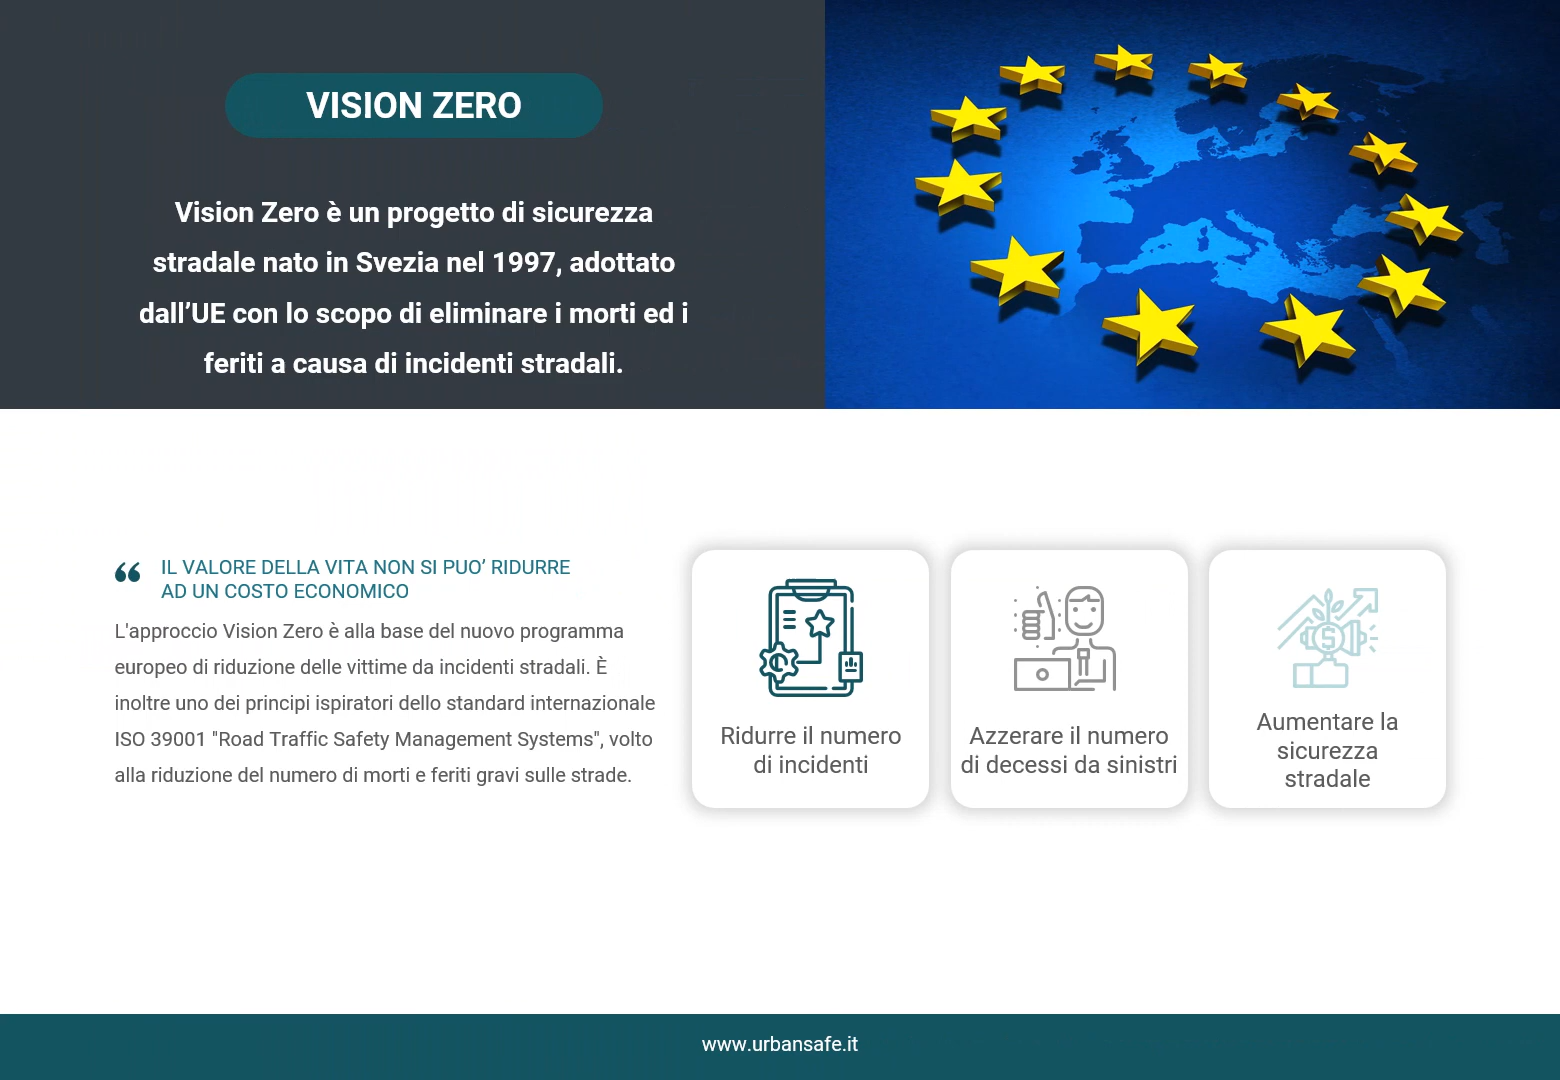 VISION ZERO
Vision Zero è un progetto di sicurezza
stradale nato in Svezia nel 1997, adottato
dall’UE con lo scopo di eliminare i morti ed i
feriti a causa di incidenti stradali.
“ IL VALORE DELLA VITA NON SI PUO’ RIDURRE
AD UN COSTO ECONOMICO
L'approccio Vision Zero è alla base del nuovo programma
europeo di riduzione delle vittime da incidenti stradali. È
inoltre uno dei principi ispiratori dello standard internazionale
ISO 39001 "Road Traffic Safety Management Systems", volto
alla riduzione del numero di morti e feriti gravi sulle strade.
Ridurre il numero
di incidenti
Azzerare il numero
di decessi da sinistri
Aumentare la
sicurezza
stradale
www.urbansafe.it